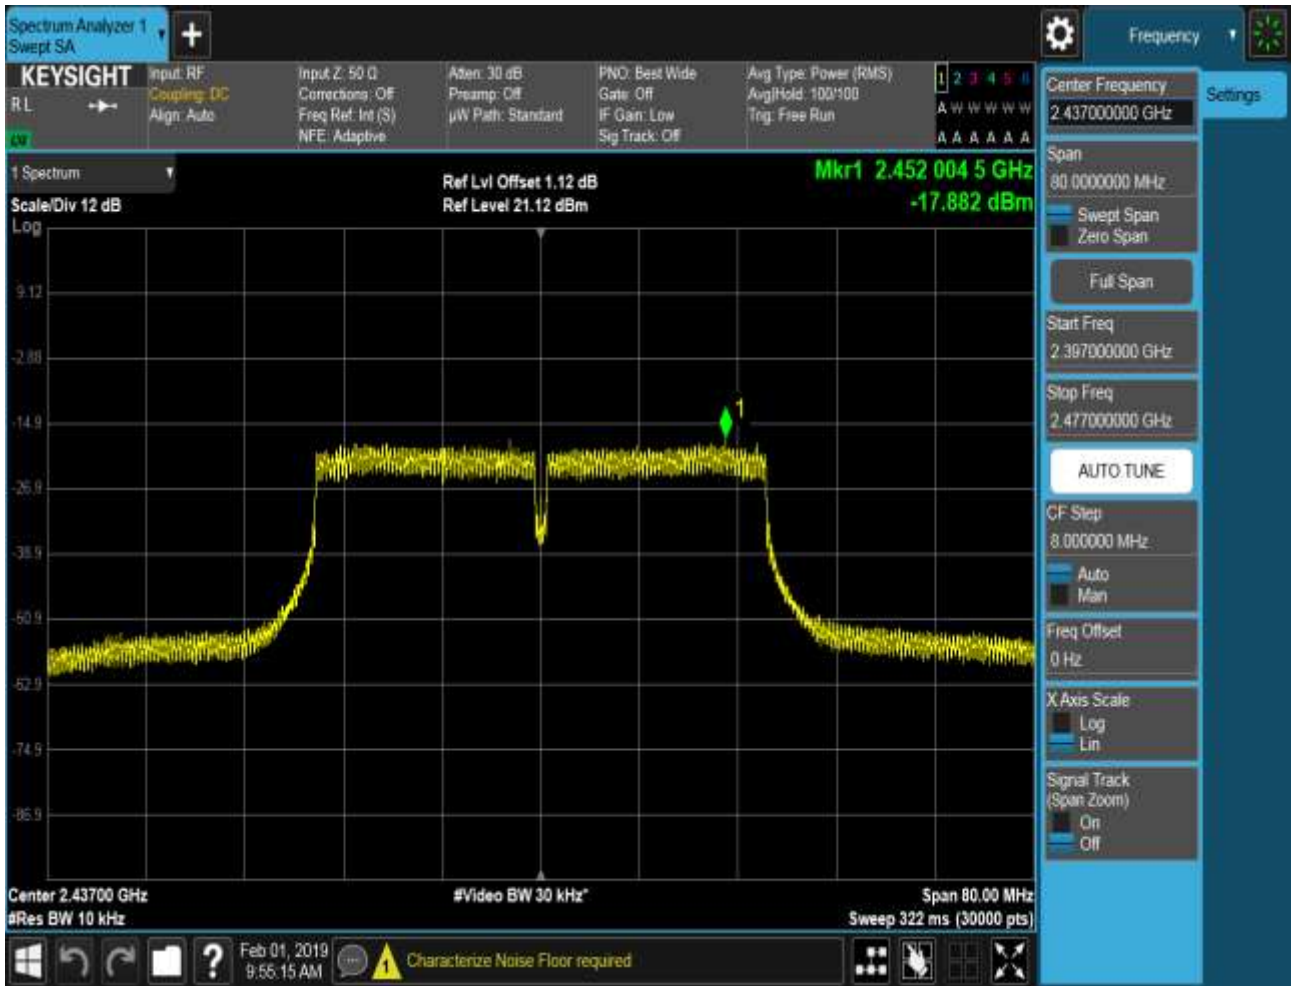 Spectrum Analyzer 1
Swept SA
Frequency
KEYSIGHT
R L
Input: RF
Coupling: DC
Align: Auto
Input Z: 50 Ω
Corrections: Off
Freq Ref: Int (S)
NFE: Adaptive
Atten: 30 dB
Preamp: Off
µW Path: Standard
PNO: Best Wide
Gate: Off
IF Gain: Low
Sig Track: Off
Avg Type: Power (RMS)
Avg|Hold: 100/100
Trig: Free Run
1 2 3 4 5 6
A W W W W W
A A A A A A
Center Frequency
2.437000000 GHz
Settings
Span
80.0000000 MHz
Swept Span
Zero Span
Full Span
Start Freq
2.397000000 GHz
Stop Freq
2.477000000 GHz
AUTO TUNE
CF Step
8.000000 MHz
Auto
Man
Freq Offset
0 Hz
X Axis Scale
Log
Lin
Signal Track
(Span Zoom)
On
Off
1 Spectrum
Scale/Div 12 dB
Log
Ref Lvl Offset 1.12 dB
Ref Level 21.12 dBm
Mkr1 2.452 004 5 GHz
-17.882 dBm
9.12
-2.88
-14.9
-26.9
-38.9
-50.9
-62.9
-74.9
-86.9
1
Center 2.43700 GHz
#Res BW 10 kHz
#Video BW 30 kHz*
Span 80.00 MHz
Sweep 322 ms (30000 pts)
?
Feb 01, 2019
9:55:15 AM
1
Characterize Noise Floor required